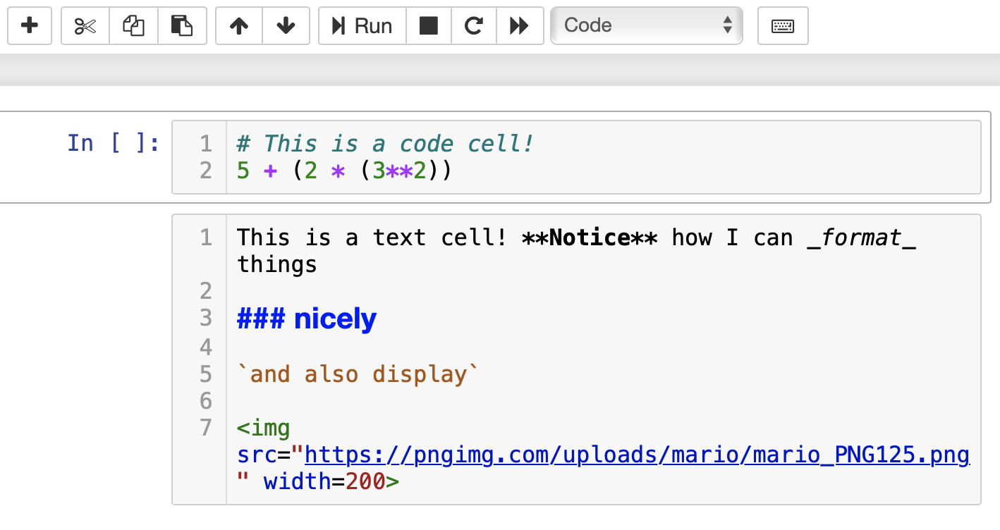 Run Code
In [ ]:
1 # This is a code cell!
2 5 + (2 * (3**2))
1 This is a text cell! **Notice** how I can _format_
things
2
3 ### nicely
4
5 `and also display`
6
7 <img
src="https://pngimg.com/uploads/mario/mario_PNG125.png
" width=200>